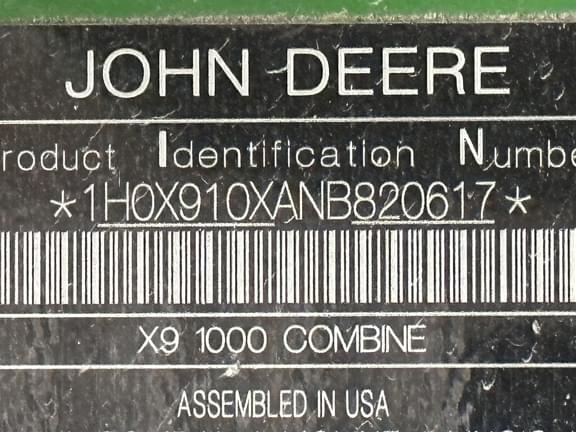 JOHN DEERE
roduct Identification Numbe
*1H0X910XANB820617*
X9 1000 COMBINE
ASSEMBLED IN USA